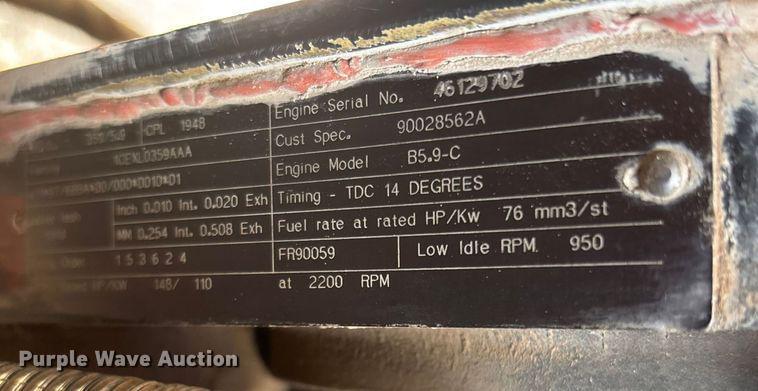 CPL 1948
Inch 0.010 Int. 0.020 Exh
MM 0.254 Int. 0.508 Exh
Order 1 5 3 6 2 4
HP/KW 148/ 110 at 2200 RPM
Engine Serial No. 46129702
Cust Spec. 90028562A
Engine Model B5.9-C
Timing - TDC 14 DEGREES
Fuel rate at rated HP/Kw 76 mm3/st
FR90059 Low Idle RPM. 950
Purple Wave Auction